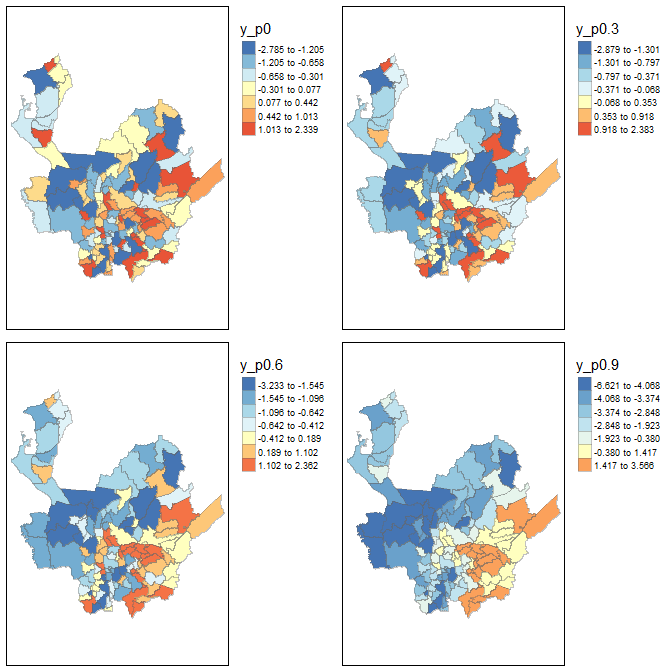 y_p0
-2.785 to -1.205
-1.205 to -0.658
-0.658 to -0.301
-0.301 to 0.077
0.077 to 0.442
0.442 to 1.013
1.013 to 2.339
y_p0.3
-2.879 to -1.301
-1.301 to -0.797
-0.797 to -0.371
-0.371 to -0.068
-0.068 to 0.353
0.353 to 0.918
0.918 to 2.383
y_p0.6
-3.233 to -1.545
-1.545 to -1.096
-1.096 to -0.642
-0.642 to -0.412
-0.412 to 0.189
0.189 to 1.102
1.102 to 2.362
y_p0.9
-6.621 to -4.068
-4.068 to -3.374
-3.374 to -2.848
-2.848 to -1.923
-1.923 to -0.380
-0.380 to 1.417
1.417 to 3.566